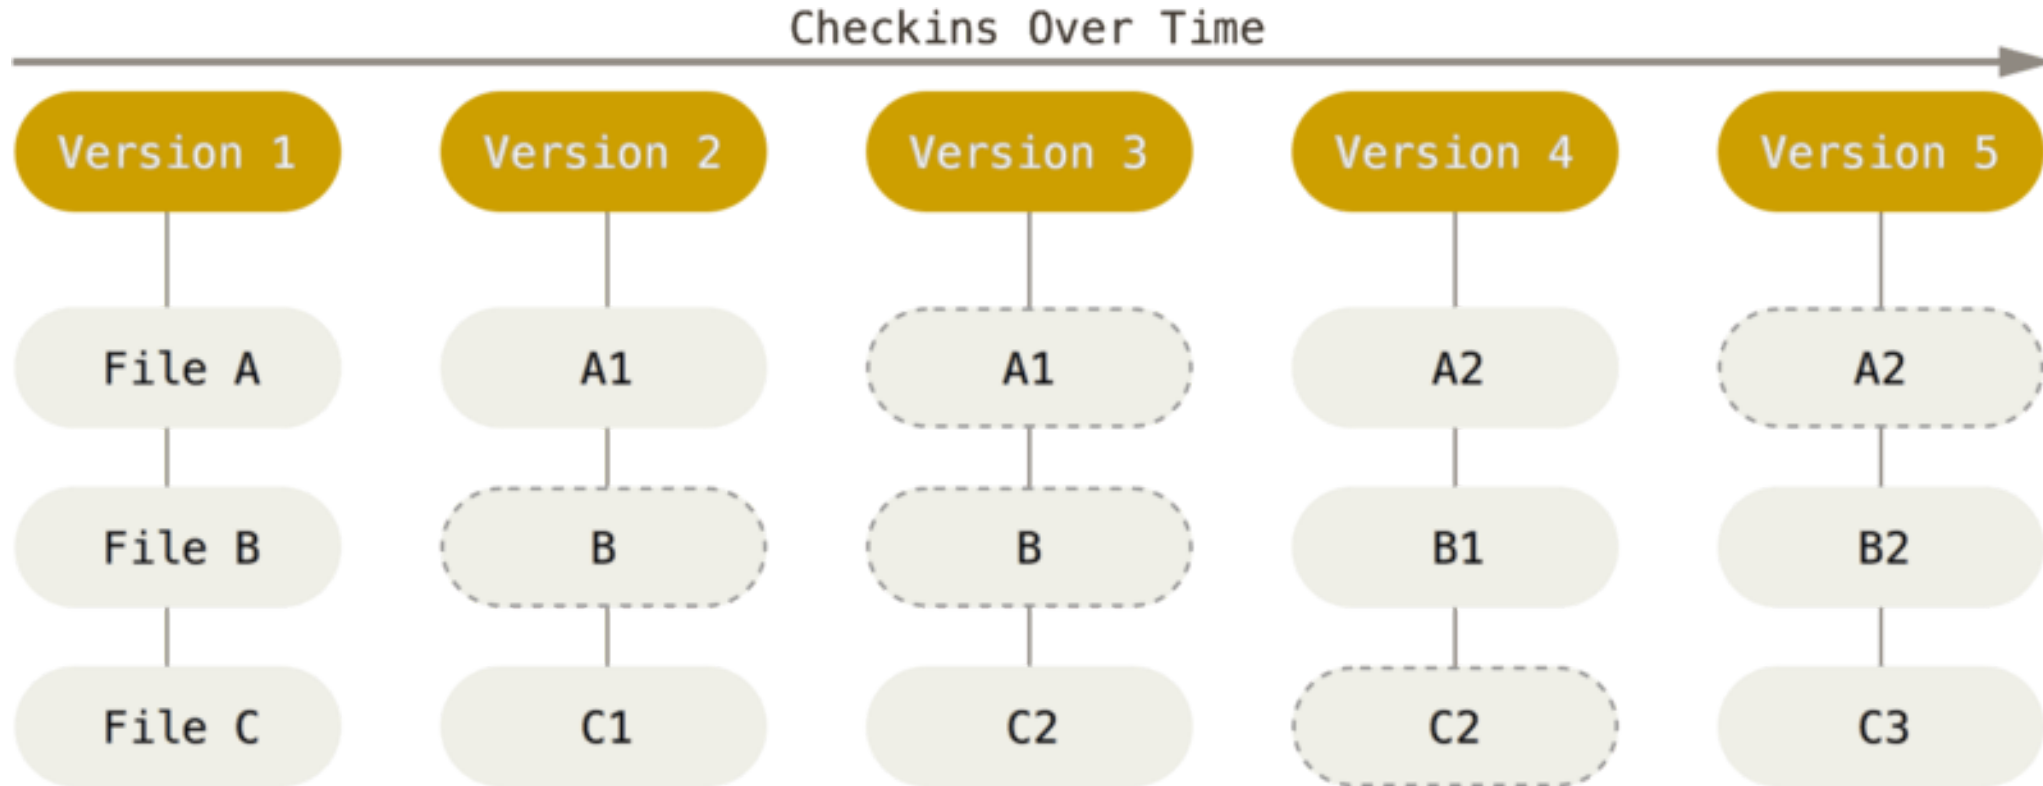 Checkins Over Time
Version 1 Version 2 Version 3 Version 4 Version 5
File A A1 A1 A2 A2
File B B B B1 B2
File C C1 C2 C2 C3